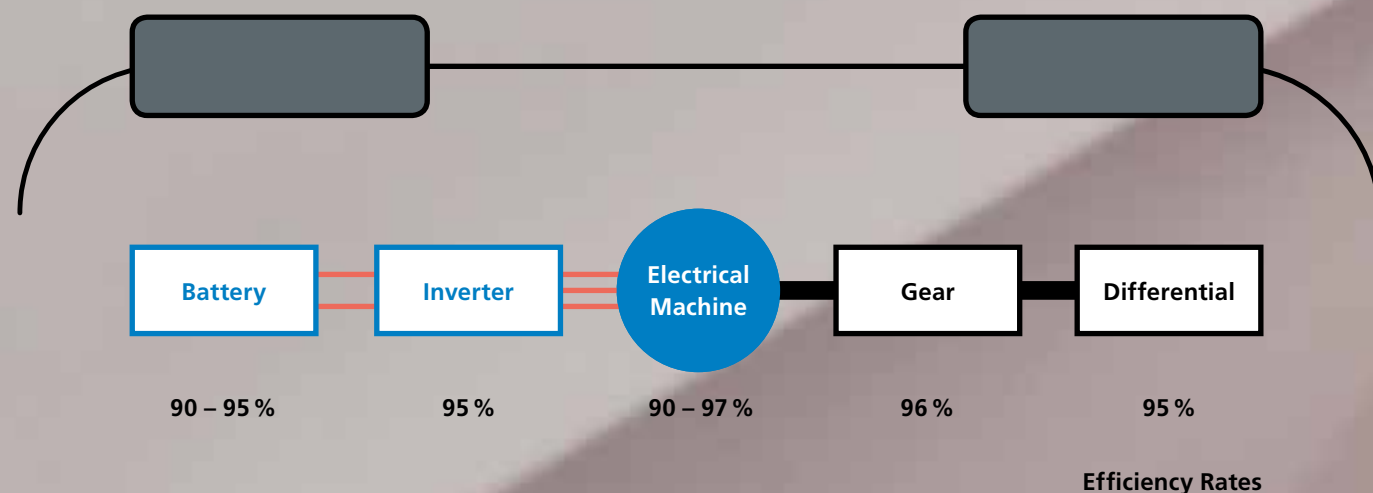 Battery
Inverter
Electrical
Machine
Gear
Differential
90 – 95 %
95 %
90 – 97 %
96 %
95 %
Efficiency Rates